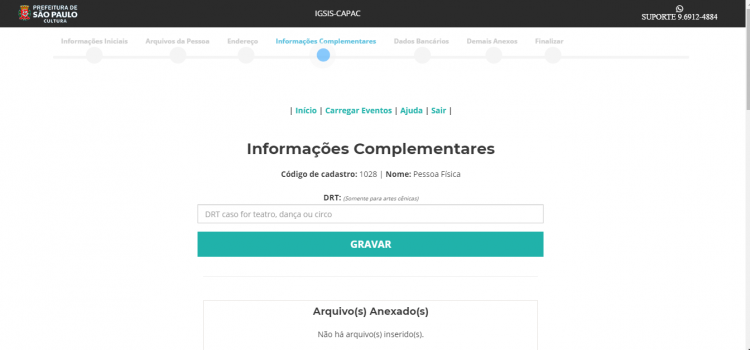 PREFEITURA DE
SÃO PAULO
CULTURA
IGSIS-CAPAC
SUPORTE 9.6912-4884
Informações Iniciais
Arquivos da Pessoa
Endereço
Informações Complementares
Dados Bancários
Demais Anexos
Finalizar
| Início | Carregar Eventos | Ajuda | Sair |
Informações Complementares
Código de cadastro: 1028 | Nome: Pessoa Física
DRT: (Somente para artes cênicas)
DRT caso for teatro, dança ou circo
GRAVAR
Arquivo(s) Anexado(s)
Não há arquivo(s) inserido(s).